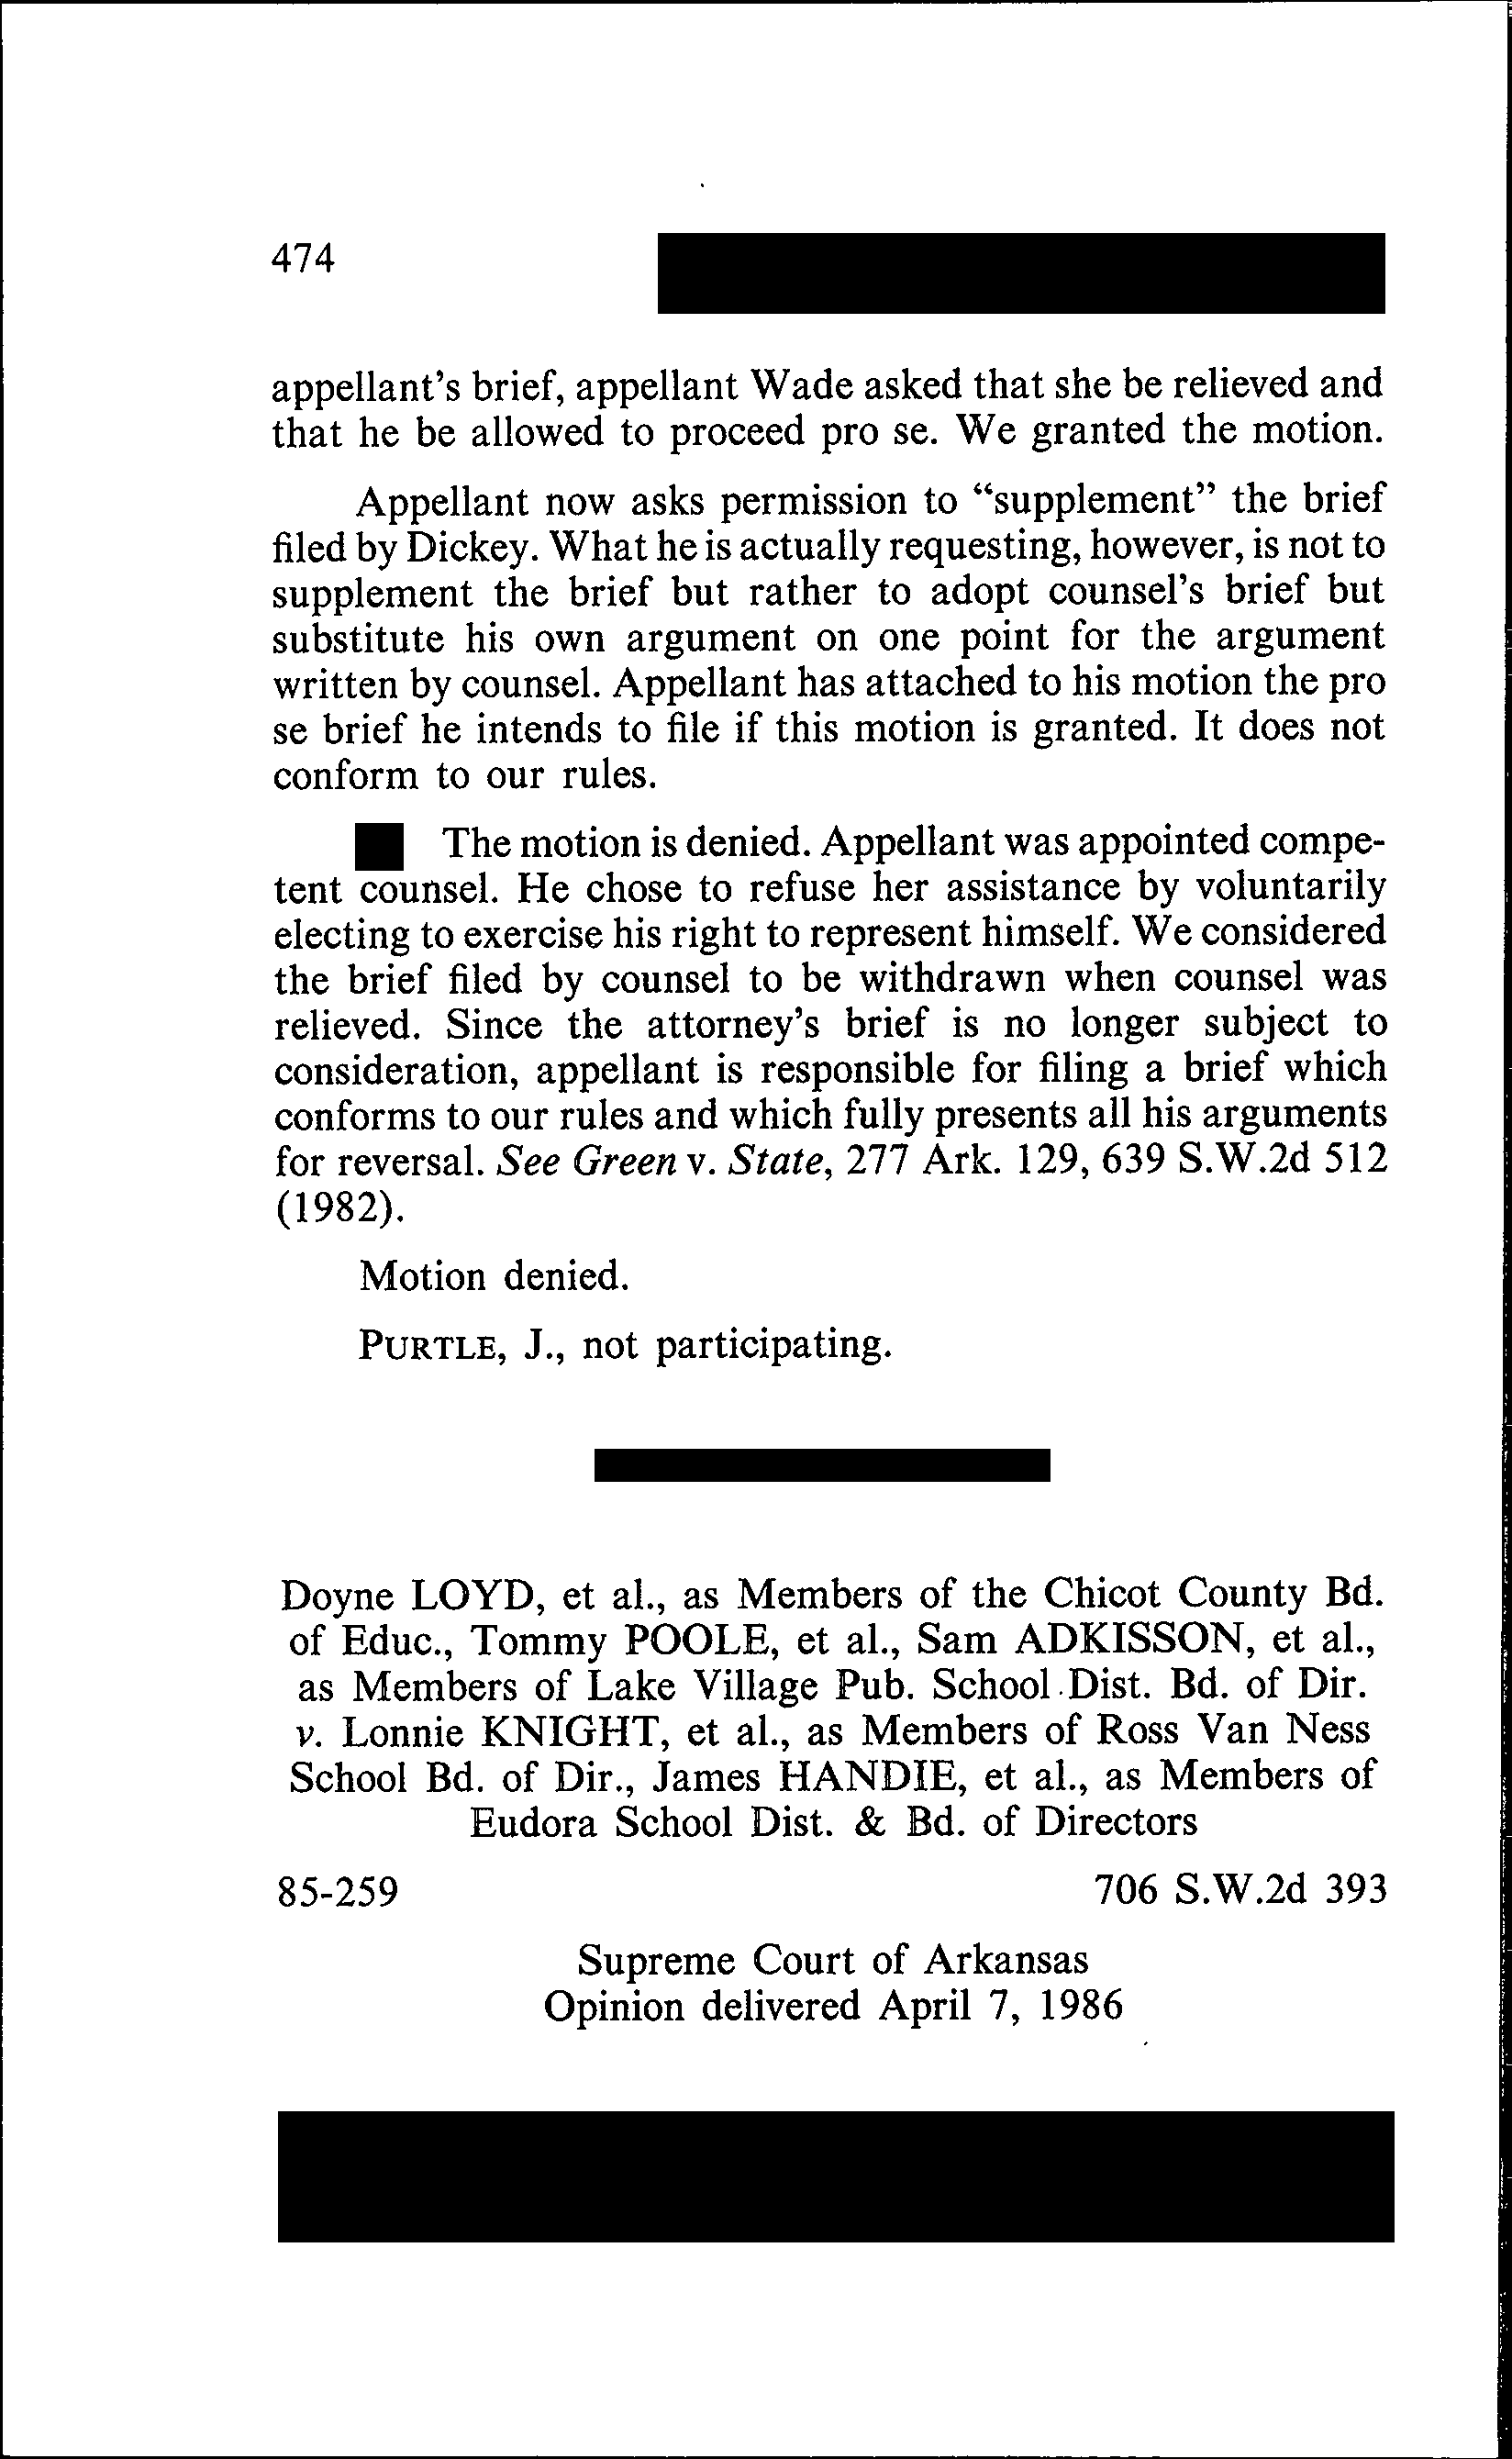 474
appellant's brief, appellant Wade asked that she be relieved and
that he be allowed to proceed pro se. We granted the motion.
Appellant now asks permission to “supplement” the brief
filed by Dickey. What he is actually requesting, however, is not to
supplement the brief but rather to adopt counsel's brief but
substitute his own argument on one point for the argument
written by counsel. Appellant has attached to his motion the pro
se brief he intends to file if this motion is granted. It does not
conform to our rules.
The motion is denied. Appellant was appointed compe-
tent counsel. He chose to refuse her assistance by voluntarily
electing to exercise his right to represent himself. We considered
the brief filed by counsel to be withdrawn when counsel was
relieved. Since the attorney's brief is no longer subject to
consideration, appellant is responsible for filing a brief which
conforms to our rules and which fully presents all his arguments
for reversal. See Green v. State, 277 Ark. 129, 639 S.W.2d 512
(1982).
Motion denied.
PURTLE, J., not participating.
Doyne LOYD, et al., as Members of the Chicot County Bd.
of Educ., Tommy POOLE, et al., Sam ADKISSON, et al.,
as Members of Lake Village Pub. School Dist. Bd. of Dir.
v. Lonnie KNIGHT, et al., as Members of Ross Van Ness
School Bd. of Dir., James HANDIE, et al., as Members of
Eudora School Dist. & Bd. of Directors
85-259 706 S.W.2d 393
Supreme Court of Arkansas
Opinion delivered April 7, 1986